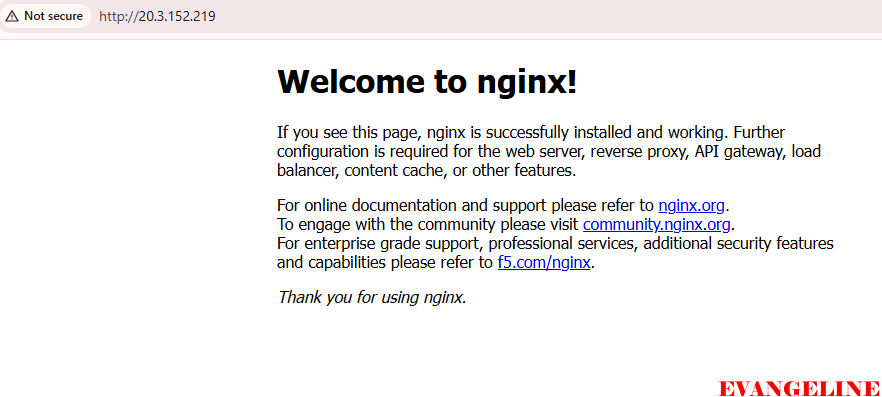 Not secure http://20.3.152.219
Welcome to nginx!
If you see this page, nginx is successfully installed and working. Further
configuration is required for the web server, reverse proxy, API gateway, load
balancer, content cache, or other features.
For online documentation and support please refer to nginx.org.
To engage with the community please visit community.nginx.org.
For enterprise grade support, professional services, additional security features
and capabilities please refer to f5.com/nginx.
Thank you for using nginx.
EVANGELINE